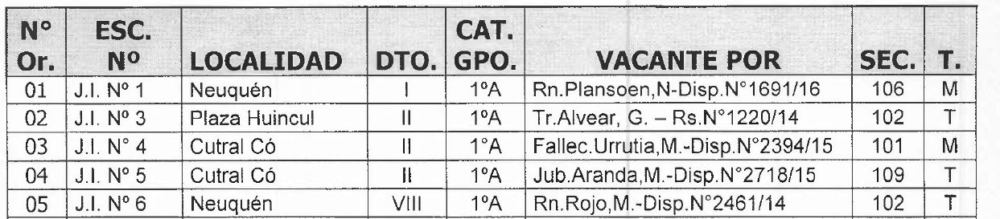 Nº Or. ESC. Nº LOCALIDAD DTO. CAT. GPO. VACANTE POR SEC. T.
01 J.I. Nº 1 Neuquén I 1ºA Rn.Plansoen,N-Disp.N°1691/16 106 M
02 J.I. Nº 3 Plaza Huincul II 1ºA Tr.Alvear, G. – Rs.N°1220/14 102 T
03 J.I. N° 4 Cutral Có II 1°A Fallec.Urrutia,M.-Disp.N°2394/15 101 M
04 J.I. Nº 5 Cutral Có II 1ºA Jub.Aranda,M.-Disp.N°2718/15 109 T
05 J.I. Nº 6 Neuquén VIII 1ºA Rn.Rojo,M.-Disp.N°2461/14 102 T